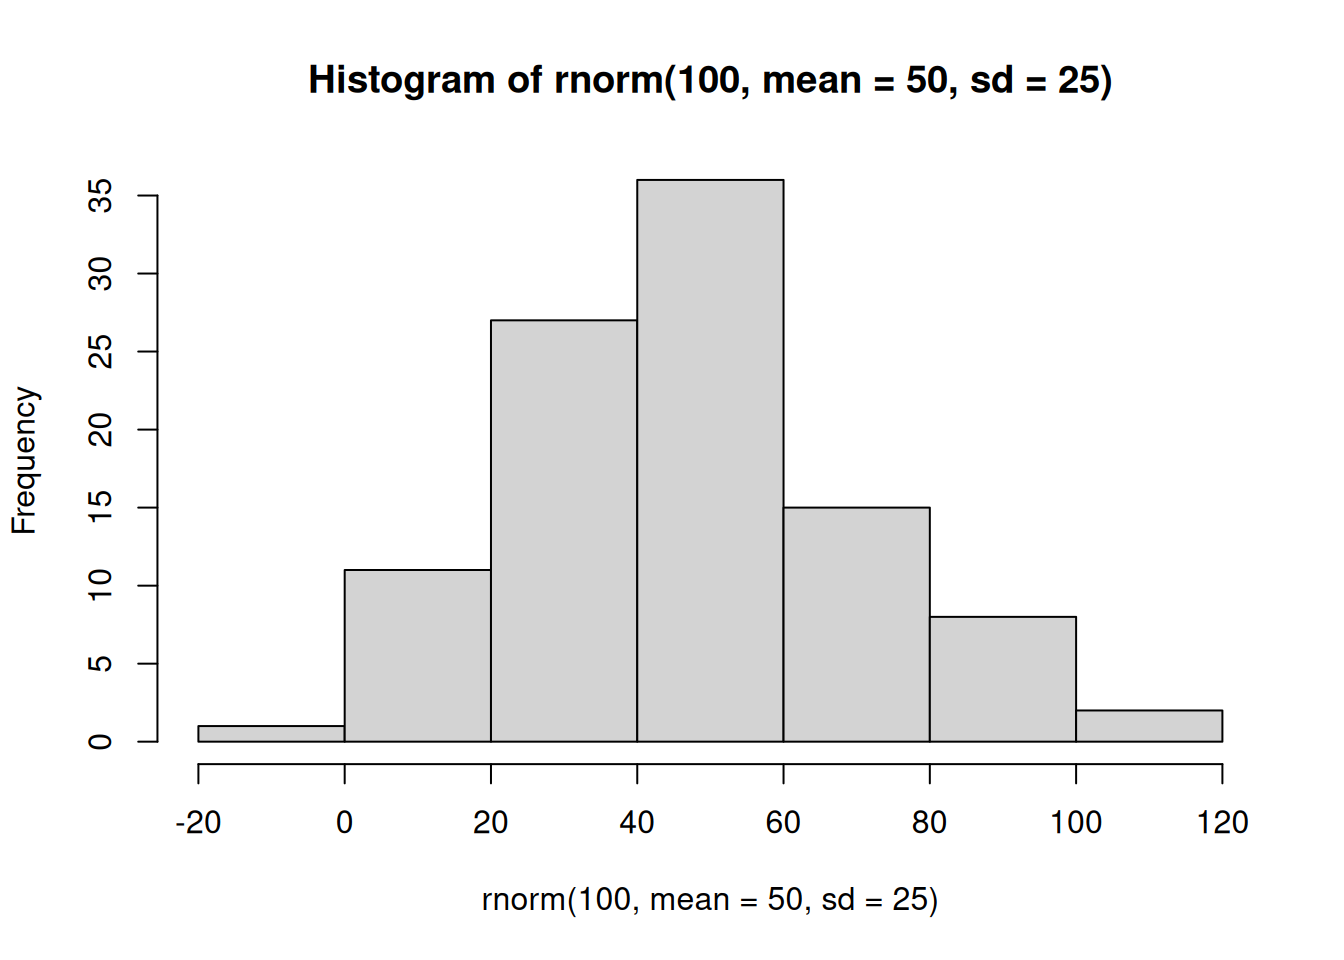 Histogram of rnorm(100, mean = 50, sd = 25)
Frequency
35
30
25
20
15
10
5
0
-20 0 20 40 60 80 100 120
rnorm(100, mean = 50, sd = 25)